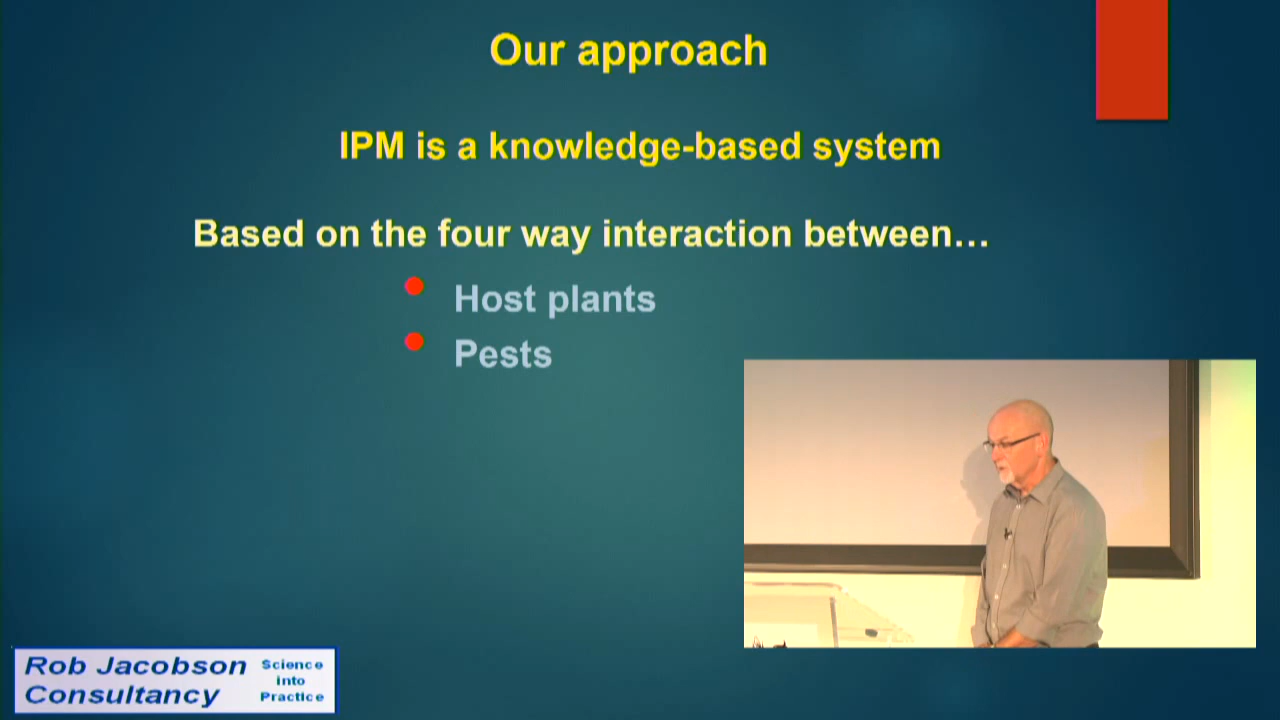 Our approach
IPM is a knowledge-based system
Based on the four way interaction between...
Host plants
Pests
Rob Jacobson
Consultancy
Science
into
Practice